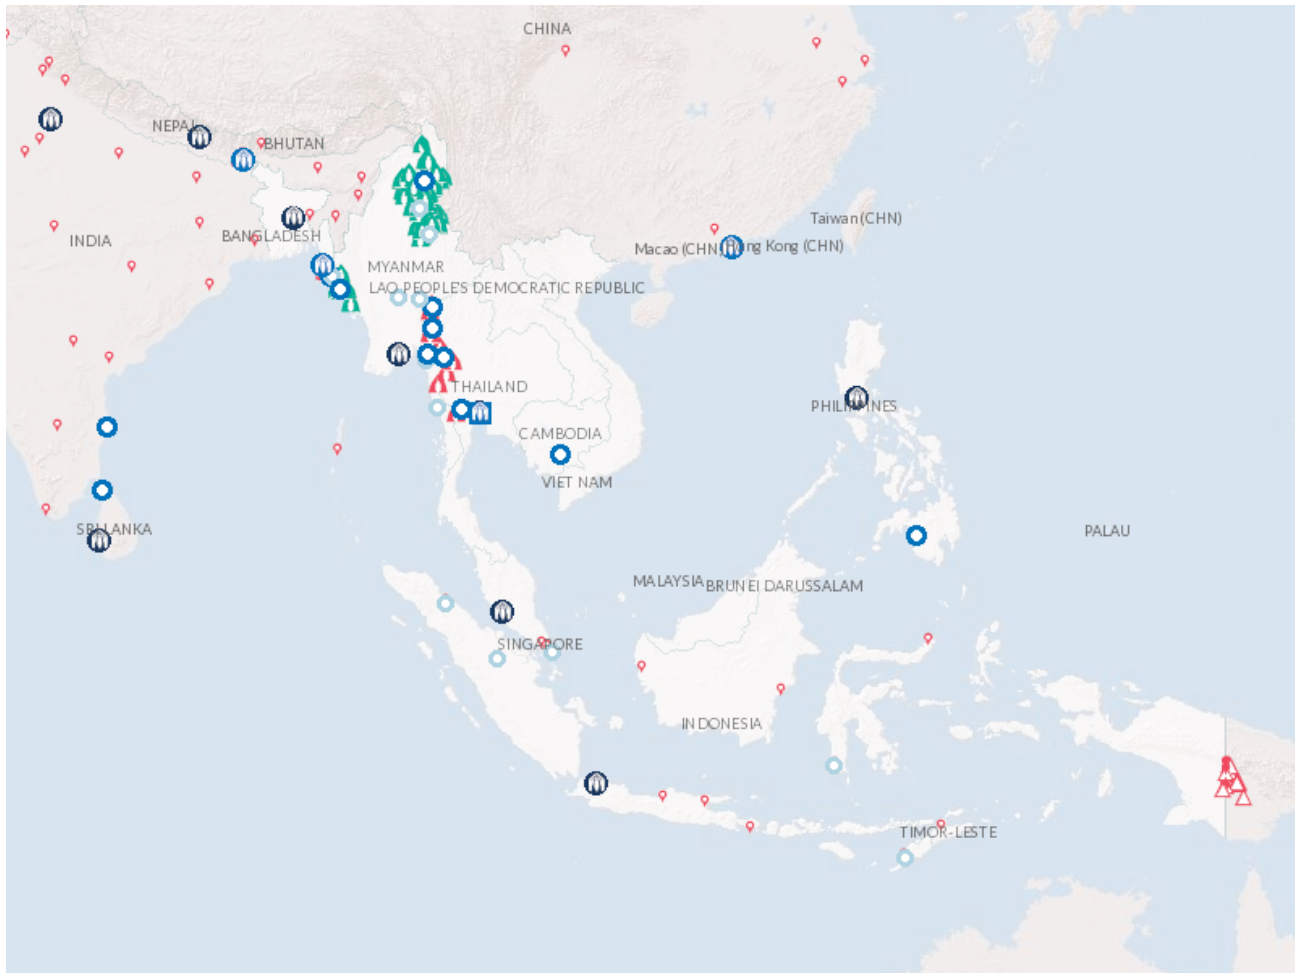 CHINA
NEPAL
BHUTAN
Taiwan (CHN)
INDIA
BANGLADESH
Macao (CHN)
Hong Kong (CHN)
MYANMAR
LAO PEOPLE'S DEMOCRATIC REPUBLIC
THAILAND
PHILIPPINES
CAMBODIA
VIET NAM
SRI LANKA
PALAU
MALAYSIA
BRUNEI DARUSSALAM
SINGAPORE
INDONESIA
TIMOR-LESTE